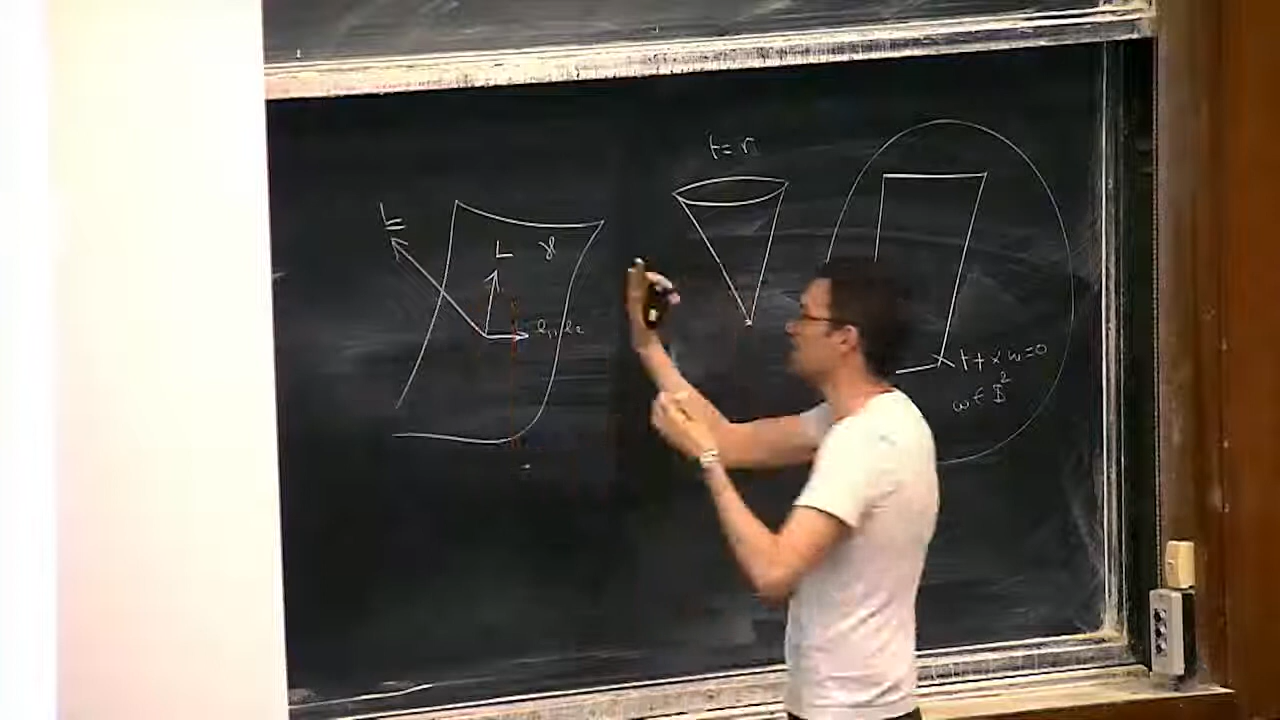 L
L
ℋ
e₁, e₂
t = r
t + x·ω = 0
ω ∈ 𝕊²